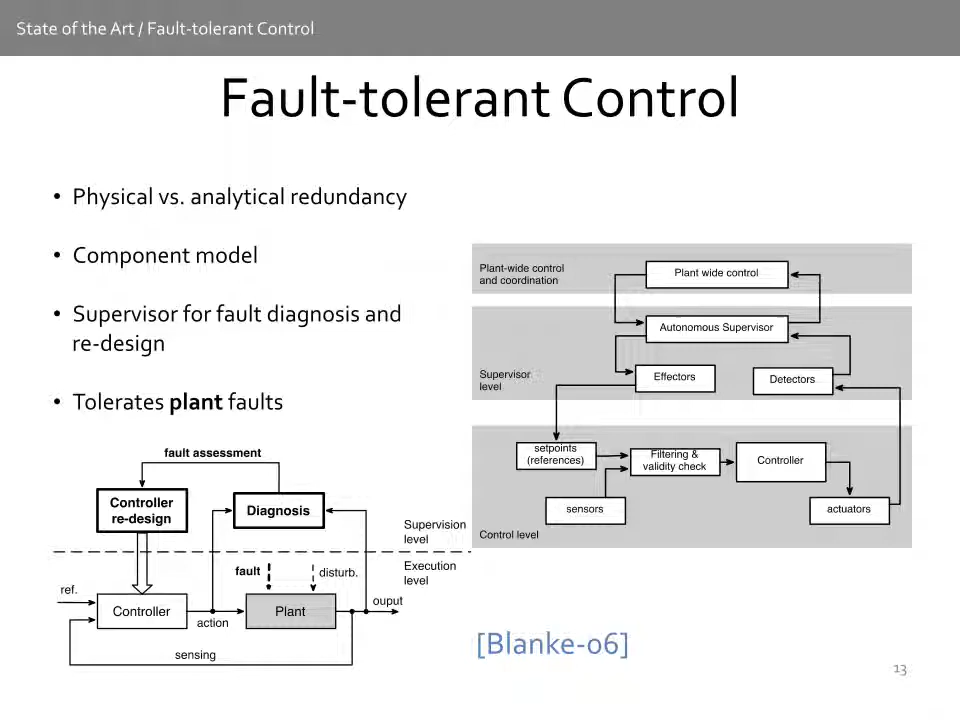 State of the Art / Fault-tolerant Control
Fault-tolerant Control
• Physical vs. analytical redundancy
• Component model
• Supervisor for fault diagnosis and
re-design
• Tolerates plant faults
fault assessment
Controller
re-design
Diagnosis
Supervision
level
Execution
level
fault
disturb.
ref.
Controller
action
Plant
ouput
sensing
Plant-wide control
and coordination
Plant wide control
Autonomous Supervisor
Supervisor
level
Effectors
Detectors
setpoints
(references)
Filtering &
validity check
Controller
sensors
actuators
Control level
[Blanke-06]
13